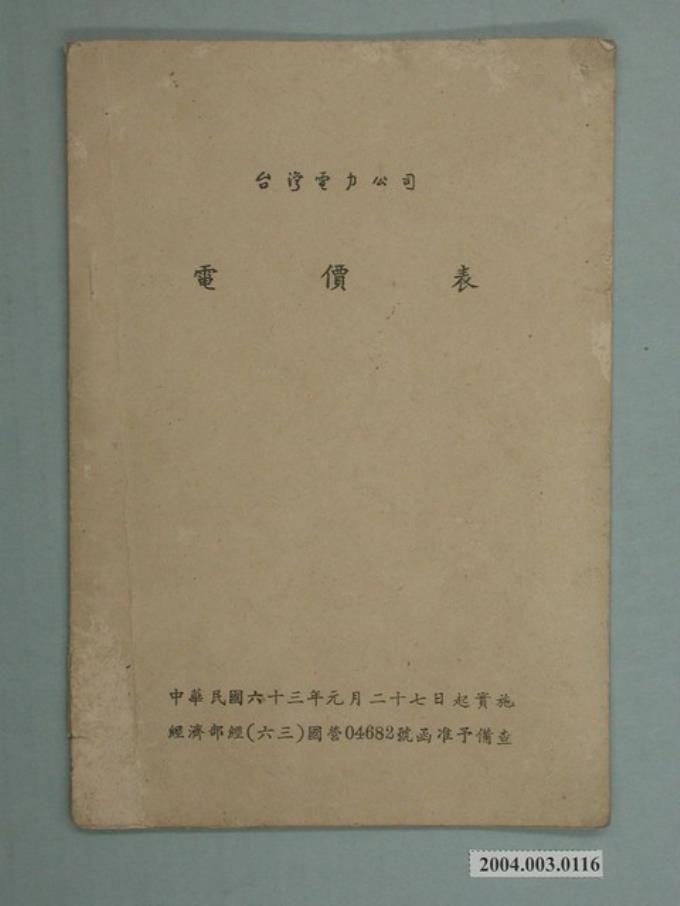 台灣電力公司
電價表
中華民國六十三年元月二十七日起實施
經濟部經(六三)國營04682號函准予備查
2004.003.0116